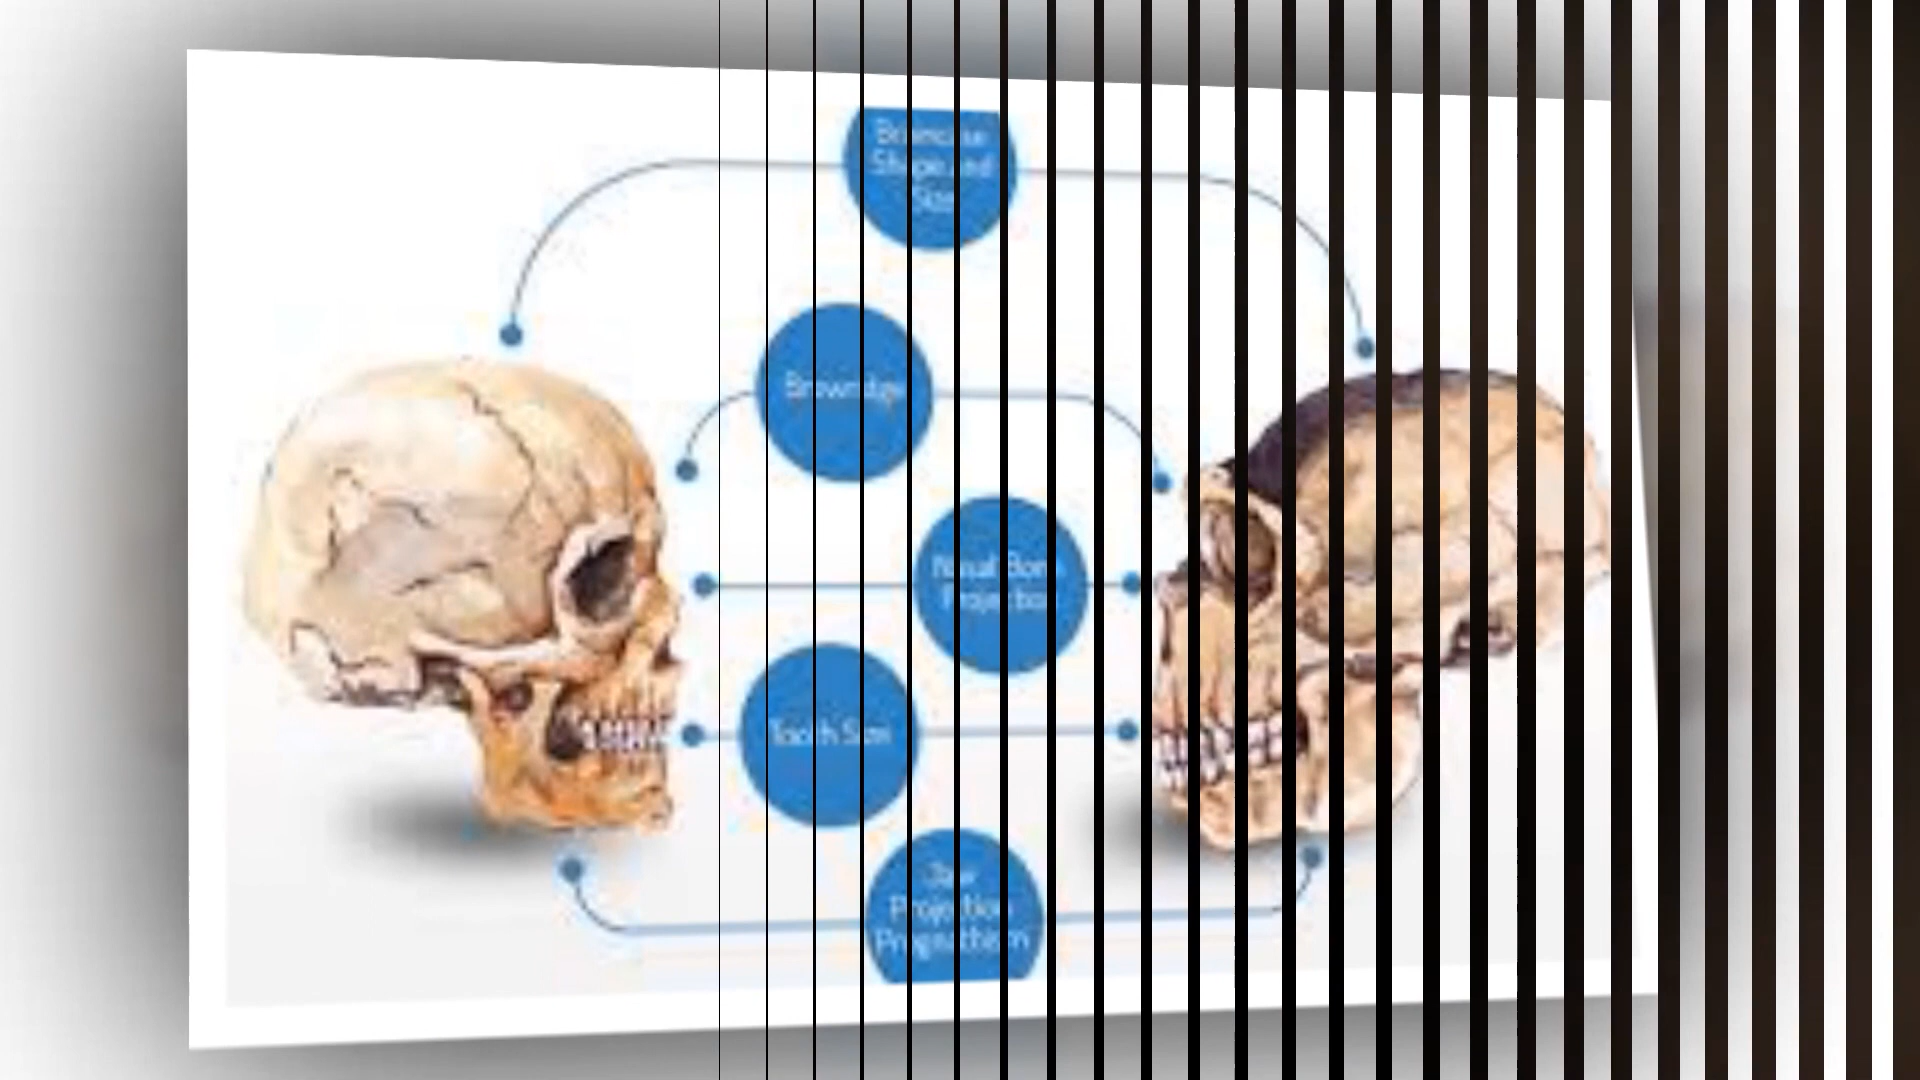 Braincase
Shape and
Size
Browridge
Nasal Bone
Projection
Tooth Size
Jaw
Projection
Prognathism